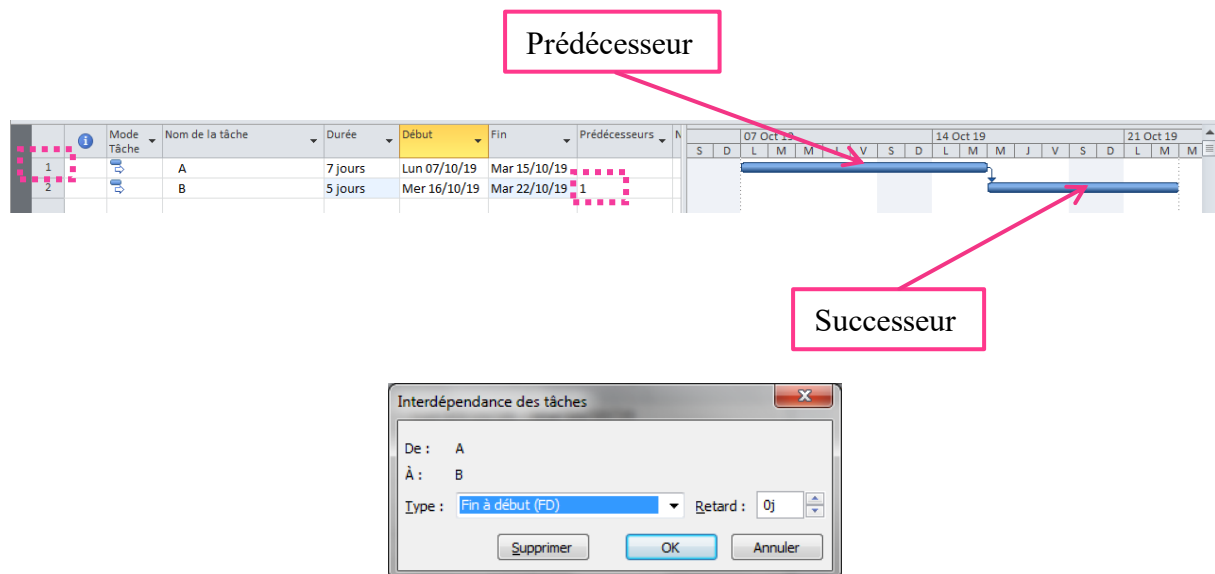 Prédécesseur
Mode Tâche Nom de la tâche Durée Début Fin Prédécesseurs N 07 Oct 19 14 Oct 19 21 Oct 19
S D L M M J V S D L M M J V S D L M M
1 A 7 jours Lun 07/10/19 Mar 15/10/19
2 B 5 jours Mer 16/10/19 Mar 22/10/19 1
Successeur
Interdépendance des tâches
De : A
À : B
Type : Fin à début (FD) Retard : 0j
Supprimer OK Annuler